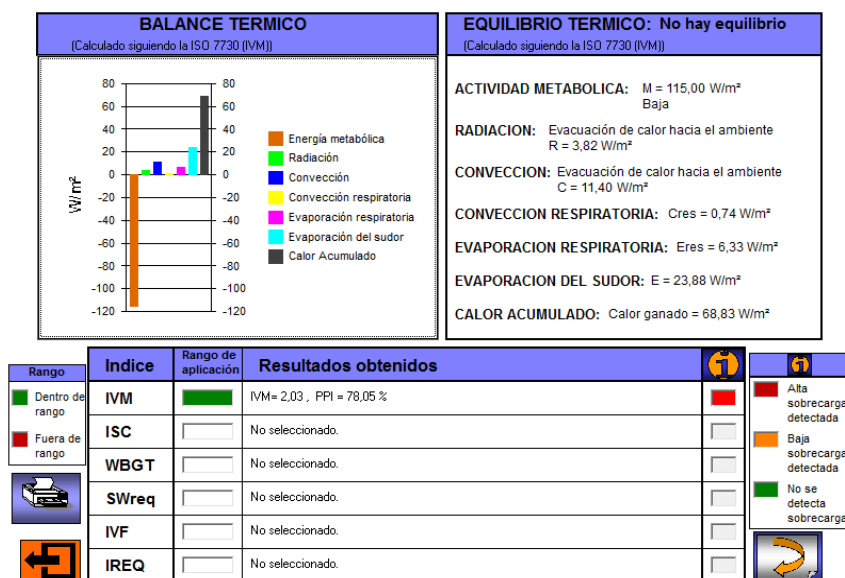 BALANCE TERMICO
(Calculado siguiendo la ISO 7730 (IVM))
80
60
40
20
0
-20
-40
-60
-80
-100
-120
W/m²
80
60
40
20
0
-20
-40
-60
-80
-100
-120
Energía metabólica
Radiación
Convección
Convección respiratoria
Evaporación respiratoria
Evaporación del sudor
Calor Acumulado
EQUILIBRIO TERMICO: No hay equilibrio
(Calculado siguiendo la ISO 7730 (IVM))
ACTIVIDAD METABOLICA: M = 115,00 W/m²
Baja
RADIACION: Evacuación de calor hacia el ambiente
R = 3,82 W/m²
CONVECCION: Evacuación de calor hacia el ambiente
C = 11,40 W/m²
CONVECCION RESPIRATORIA: Cres = 0,74 W/m²
EVAPORACION RESPIRATORIA: Eres = 6,33 W/m²
EVAPORACION DEL SUDOR: E = 23,88 W/m²
CALOR ACUMULADO: Calor ganado = 68,83 W/m²
Rango
Dentro de
rango
Fuera de
rango
Indice
Rango de
aplicación
Resultados obtenidos
IVM
IVM= 2,03 , PPI = 78,05 %
ISC
No seleccionado.
WBGT
No seleccionado.
SWreq
No seleccionado.
IVF
No seleccionado.
IREQ
No seleccionado.
Alta
sobrecarga
detectada
Baja
sobrecarga
detectada
No se
detecta
sobrecarga